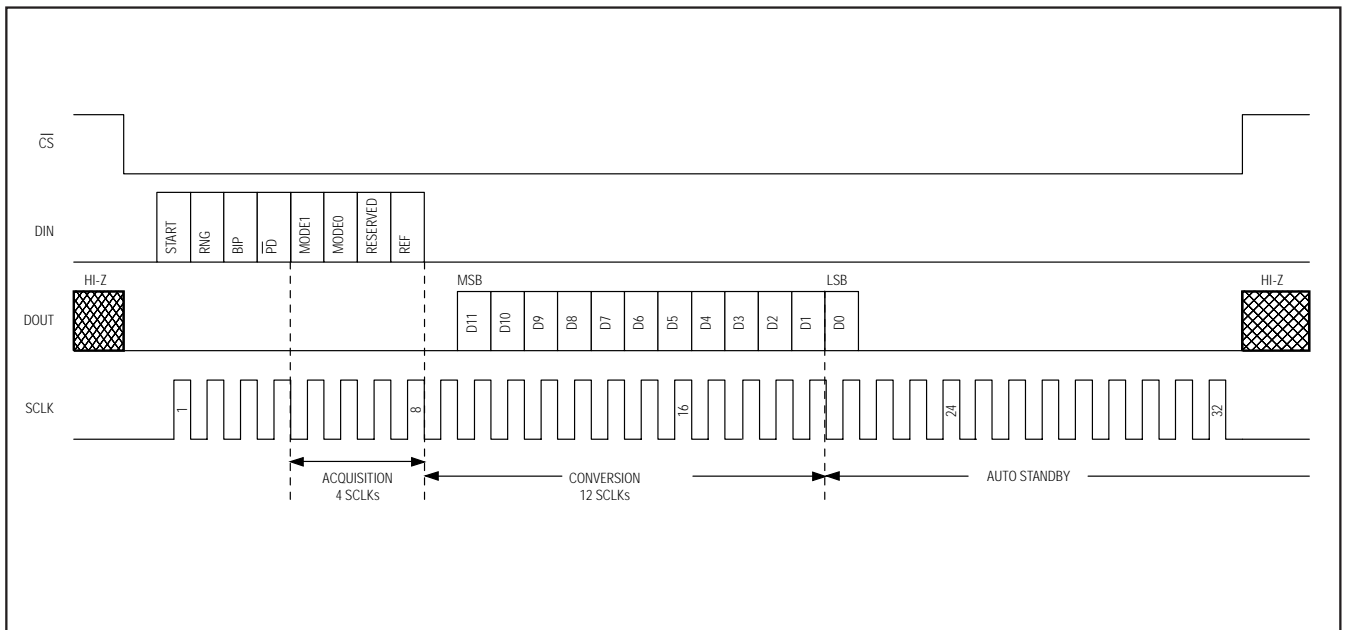 CS
DIN
START
RNG
BIP
PD
MODE1
MODE0
RESERVED
REF
HI-Z
MSB
LSB
HI-Z
DOUT
D11
D10
D9
D8
D7
D6
D5
D4
D3
D2
D1
D0
SCLK
1
8
16
24
32
ACQUISITION
4 SCLKs
CONVERSION
12 SCLKs
AUTO STANDBY